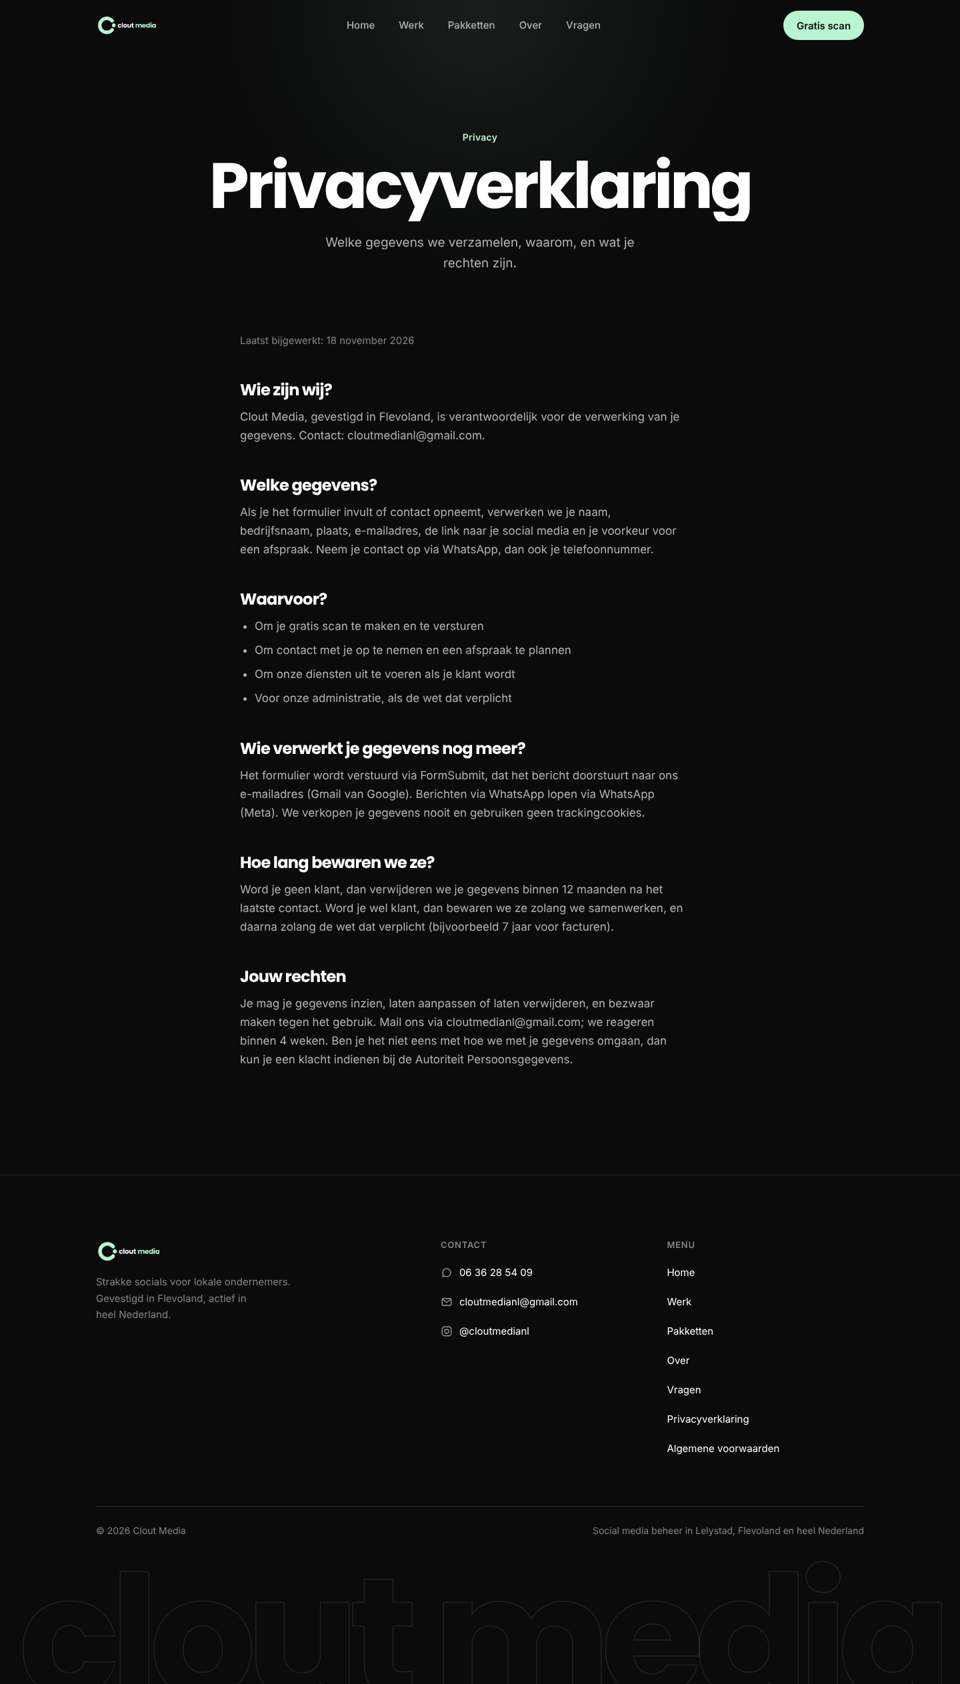 clout media
Home
Werk
Pakketten
Over
Vragen
Gratis scan
Privacy
Privacyverklaring
Welke gegevens we verzamelen, waarom, en wat je
rechten zijn.
Laatst bijgewerkt: 18 november 2026
Wie zijn wij?
Clout Media, gevestigd in Flevoland, is verantwoordelijk voor de verwerking van je
gegevens. Contact: cloutmedianl@gmail.com.
Welke gegevens?
Als je het formulier invult of contact opneemt, verwerken we je naam,
bedrijfsnaam, plaats, e-mailadres, de link naar je social media en je voorkeur voor
een afspraak. Neem je contact op via WhatsApp, dan ook je telefoonnummer.
Waarvoor?
• Om je gratis scan te maken en te versturen
• Om contact met je op te nemen en een afspraak te plannen
• Om onze diensten uit te voeren als je klant wordt
• Voor onze administratie, als de wet dat verplicht
Wie verwerkt je gegevens nog meer?
Het formulier wordt verstuurd via FormSubmit, dat het bericht doorstuurt naar ons
e-mailadres (Gmail van Google). Berichten via WhatsApp lopen via WhatsApp
(Meta). We verkopen je gegevens nooit en gebruiken geen trackingcookies.
Hoe lang bewaren we ze?
Word je geen klant, dan verwijderen we je gegevens binnen 12 maanden na het
laatste contact. Word je wel klant, dan bewaren we ze zolang we samenwerken, en
daarna zolang de wet dat verplicht (bijvoorbeeld 7 jaar voor facturen).
Jouw rechten
Je mag je gegevens inzien, laten aanpassen of laten verwijderen, en bezwaar
maken tegen het gebruik. Mail ons via cloutmedianl@gmail.com; we reageren
binnen 4 weken. Ben je het niet eens met hoe we met je gegevens omgaan, dan
kun je een klacht indienen bij de Autoriteit Persoonsgegevens.
clout media
Strakke socials voor lokale ondernemers.
Gevestigd in Flevoland, actief in
heel Nederland.
CONTACT
06 36 28 54 09
cloutmedianl@gmail.com
@cloutmedianl
MENU
Home
Werk
Pakketten
Over
Vragen
Privacyverklaring
Algemene voorwaarden
© 2026 Clout Media
Social media beheer in Lelystad, Flevoland en heel Nederland
clout media